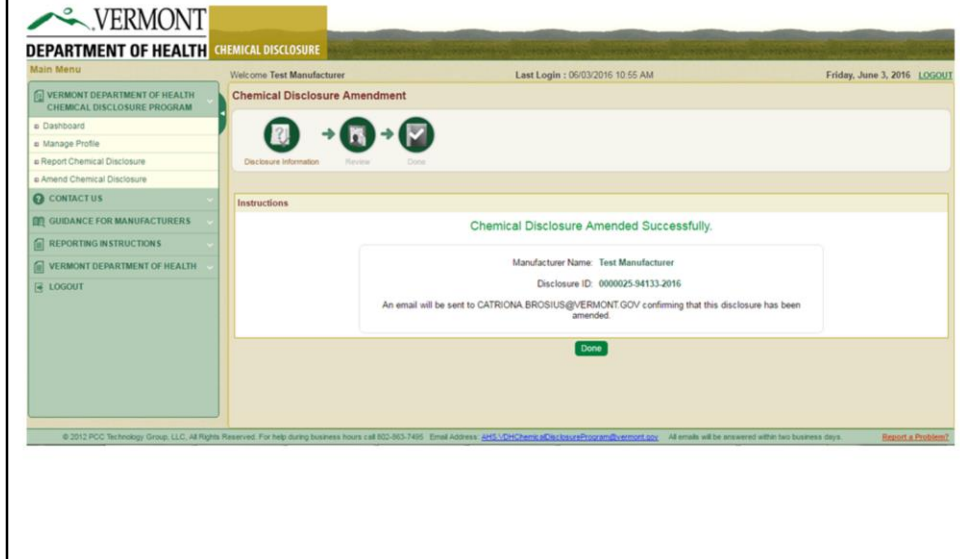 VERMONT
DEPARTMENT OF HEALTH
CHEMICAL DISCLOSURE
Main Menu
Welcome Test Manufacturer
Last Login : 06/03/2016 10:55 AM
Friday, June 3, 2016 LOGOUT
VERMONT DEPARTMENT OF HEALTH
CHEMICAL DISCLOSURE PROGRAM
Dashboard
Manage Profile
Report Chemical Disclosure
Amend Chemical Disclosure
CONTACT US
GUIDANCE FOR MANUFACTURERS
REPORTING INSTRUCTIONS
VERMONT DEPARTMENT OF HEALTH
LOGOUT
Chemical Disclosure Amendment
Disclosure Information
Review
Done
Instructions
Chemical Disclosure Amended Successfully.
Manufacturer Name: Test Manufacturer
Disclosure ID: 0000025-94133-2016
An email will be sent to CATRIONA.BROSIUS@VERMONT.GOV confirming that this disclosure has been
amended.
Done
© 2012 PCC Technology Group, LLC, All Rights Reserved. For help during business hours call 802-863-7495 Email Address: AHS.VDHChemicalDisclosureProgram@vermont.gov All emails will be answered within two business days. Report a Problem?